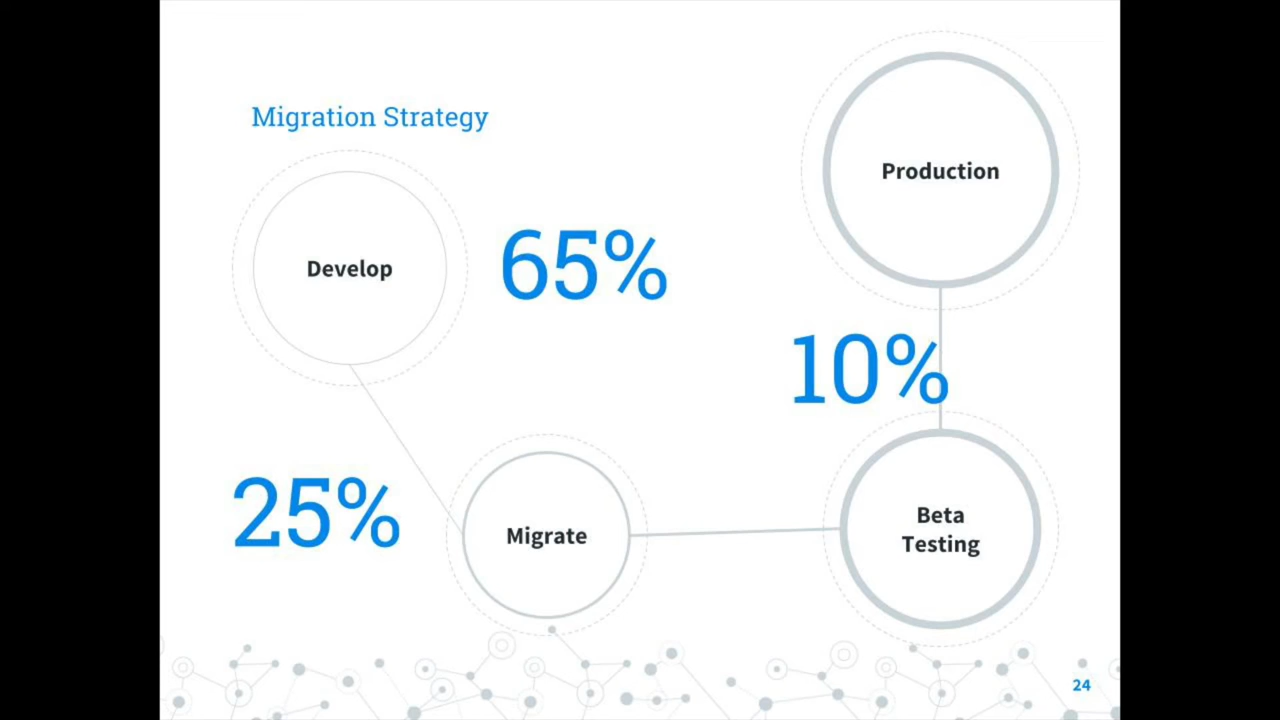 Migration Strategy
Production
Develop
65%
10%
25%
Migrate
Beta
Testing
24